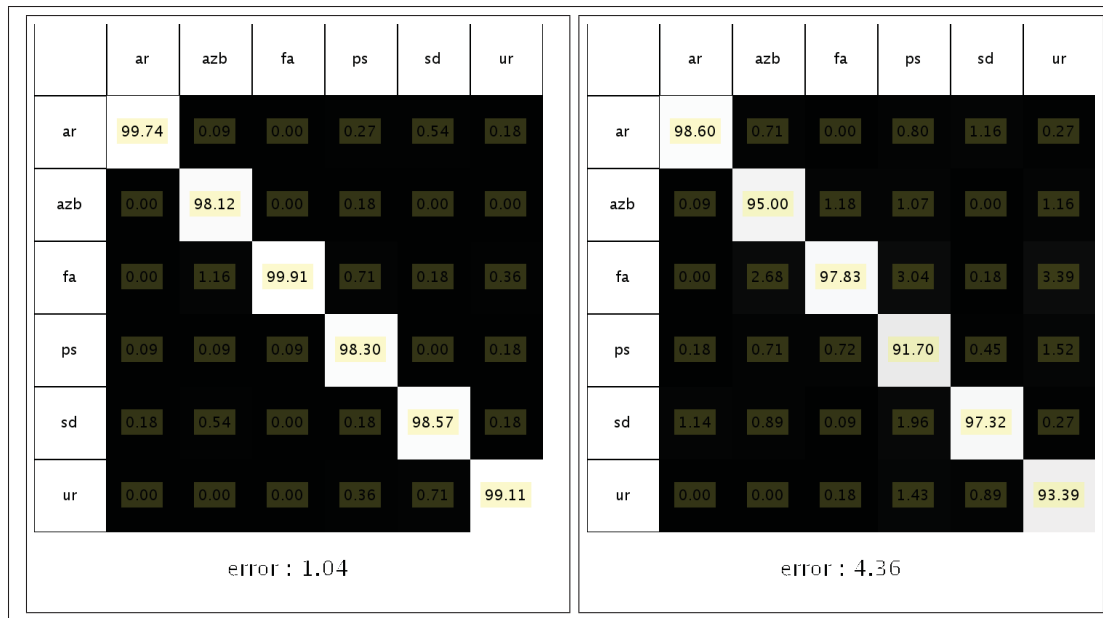 ar azb fa ps sd ur
ar 99.74 0.09 0.00 0.27 0.54 0.18
azb 0.00 98.12 0.00 0.18 0.00 0.00
fa 0.00 1.16 99.91 0.71 0.18 0.36
ps 0.09 0.09 0.09 98.30 0.00 0.18
sd 0.18 0.54 0.00 0.18 98.57 0.18
ur 0.00 0.00 0.00 0.36 0.71 99.11
error : 1.04
ar azb fa ps sd ur
ar 98.60 0.71 0.00 0.80 1.16 0.27
azb 0.09 95.00 1.18 1.07 0.00 1.16
fa 0.00 2.68 97.83 3.04 0.18 3.39
ps 0.18 0.71 0.72 91.70 0.45 1.52
sd 1.14 0.89 0.09 1.96 97.32 0.27
ur 0.00 0.00 0.18 1.43 0.89 93.39
error : 4.36